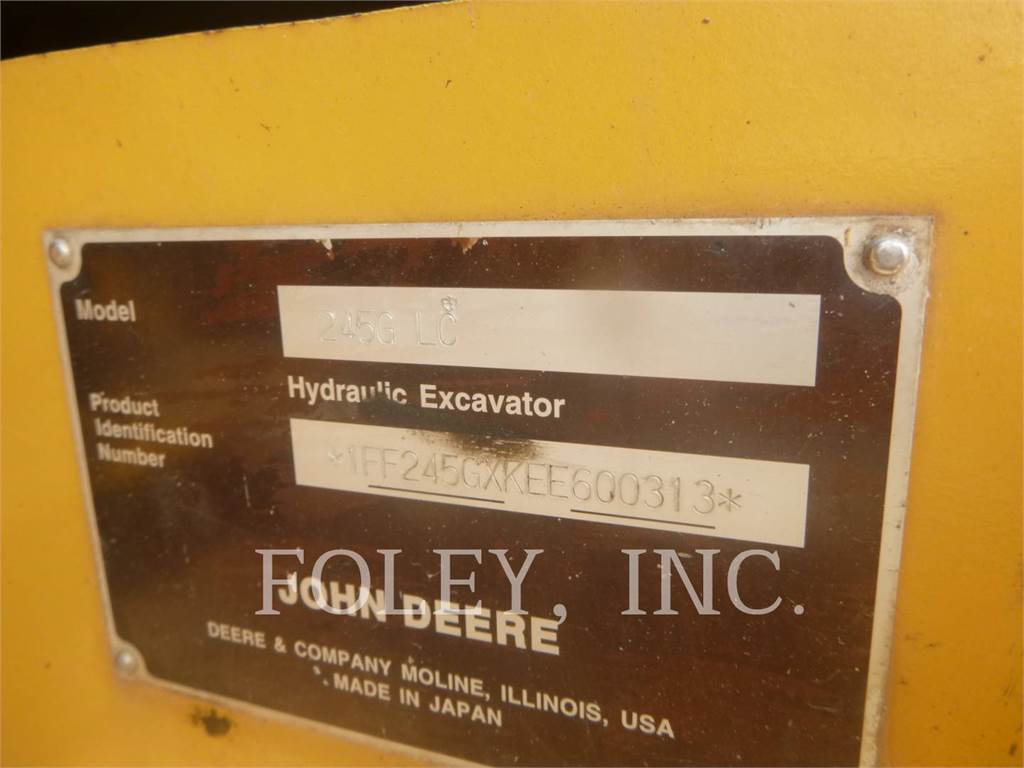 Model
245G LC
Hydraulic Excavator
Product
Identification
Number
*1FF245GXKEE600313*
FOLEY, INC.
JOHN DEERE
DEERE & COMPANY MOLINE, ILLINOIS, USA
MADE IN JAPAN